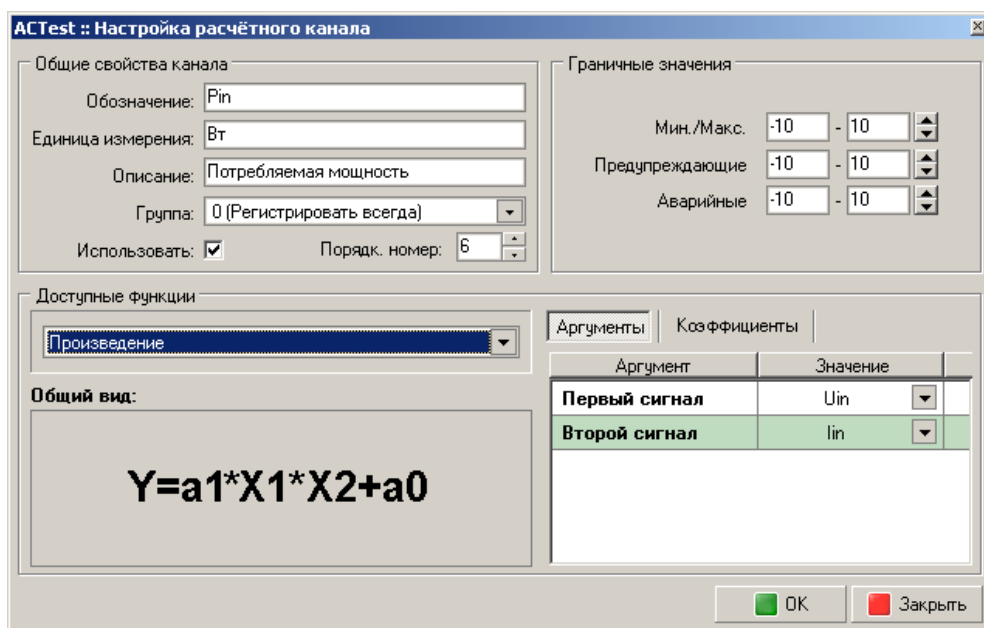 ACTest :: Настройка расчётного канала
Общие свойства канала
Обозначение: Pin
Единица измерения: Вт
Описание: Потребляемая мощность
Группа: 0 (Регистрировать всегда)
Использовать: Порядк. номер: 6
Граничные значения
Мин./Макс. -10 - 10
Предупреждающие -10 - 10
Аварийные -10 - 10
Доступные функции
Произведение
Общий вид:
Y=a1*X1*X2+a0
Аргументы Коэффициенты
Аргумент Значение
Первый сигнал Uin
Второй сигнал Iin
OK Закрыть